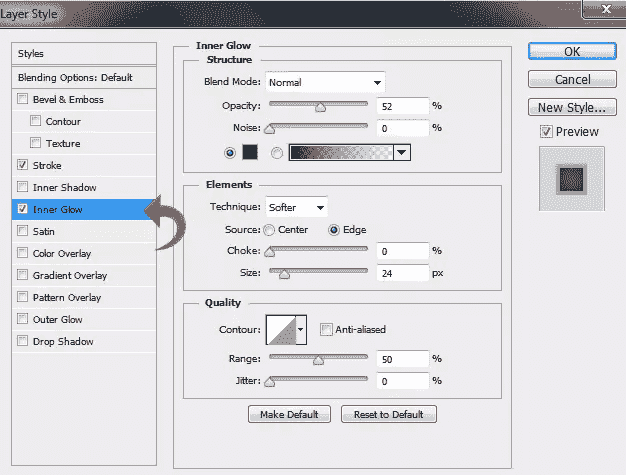 Layer Style
x
Styles
Blending Options: Default
Bevel & Emboss
Contour
Texture
Stroke
Inner Shadow
Inner Glow
Satin
Color Overlay
Gradient Overlay
Pattern Overlay
Outer Glow
Drop Shadow
Inner Glow
Structure
Blend Mode: Normal
Opacity: 52 %
Noise: 0 %
Elements
Technique: Softer
Source: Center Edge
Choke: 0 %
Size: 24 px
Quality
Contour: Anti-aliased
Range: 50 %
Jitter: 0 %
Make Default Reset to Default
OK
Cancel
New Style...
Preview